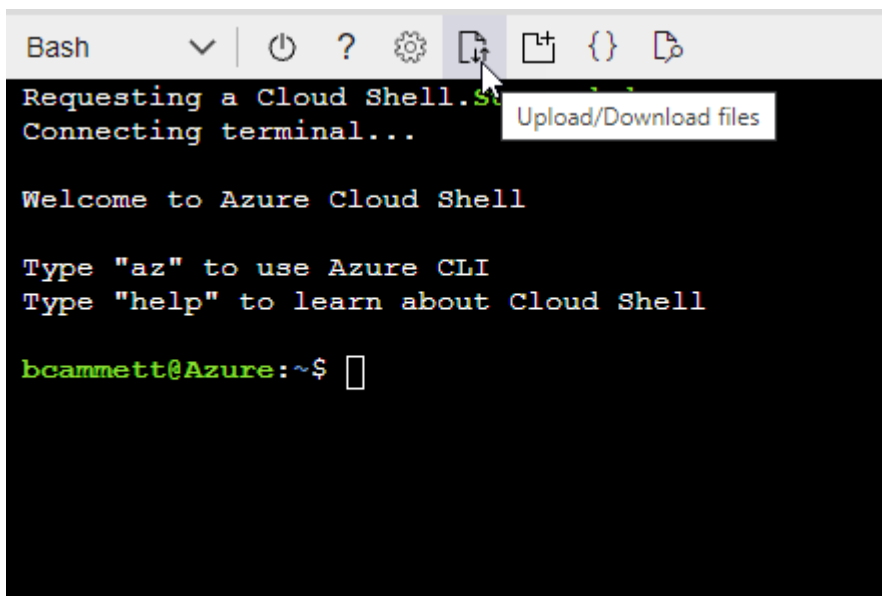 Bash
?
{}
Requesting a Cloud Shell.
Upload/Download files
Connecting terminal...
Welcome to Azure Cloud Shell
Type "az" to use Azure CLI
Type "help" to learn about Cloud Shell
bcammett@Azure:~$